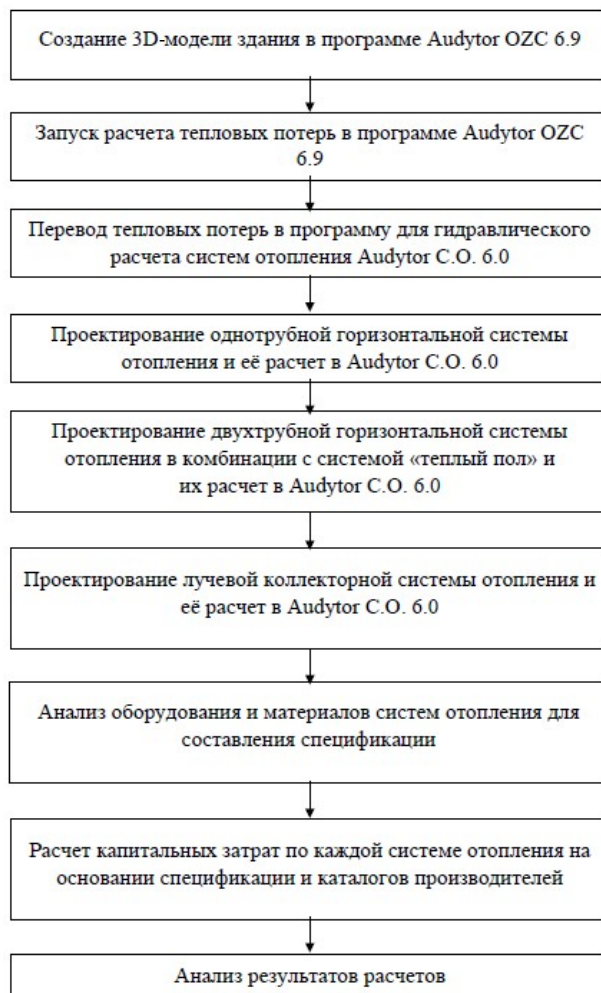 Создание 3D-модели здания в программе Audytor OZC 6.9
Запуск расчета тепловых потерь в программе Audytor OZC
6.9
Перевод тепловых потерь в программу для гидравлического
расчета систем отопления Audytor C.O. 6.0
Проектирование однотрубной горизонтальной системы
отопления и её расчет в Audytor C.O. 6.0
Проектирование двухтрубной горизонтальной системы
отопления в комбинации с системой «теплый пол» и
их расчет в Audytor C.O. 6.0
Проектирование лучевой коллекторной системы отопления и
её расчет в Audytor C.O. 6.0
Анализ оборудования и материалов систем отопления для
составления спецификации
Расчет капитальных затрат по каждой системе отопления на
основании спецификации и каталогов производителей
Анализ результатов расчетов